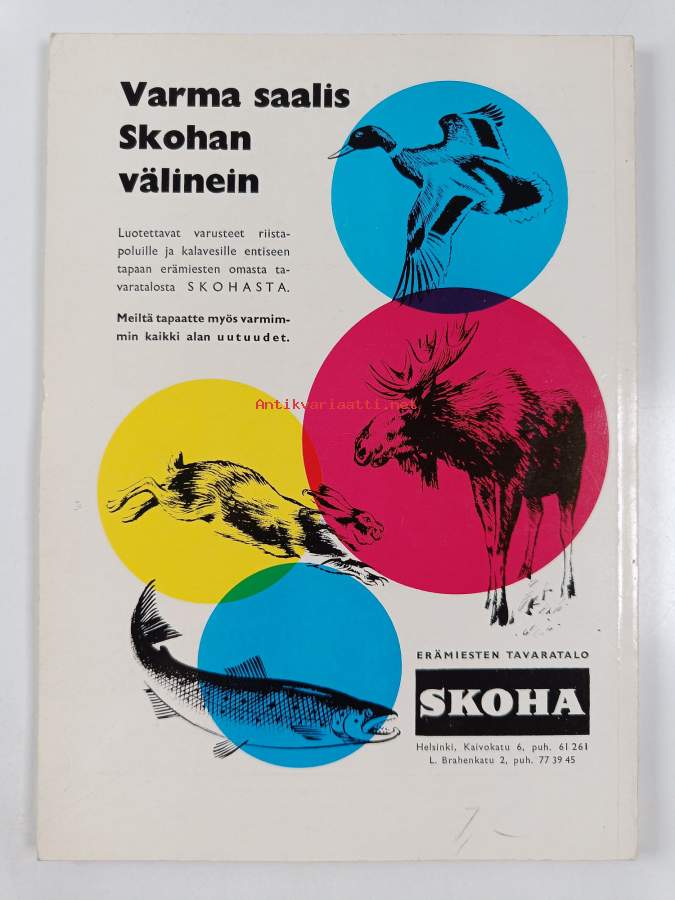 Varma saalis
Skohan
välinein
Luotettavat varusteet riista-
poluille ja kalavesille entiseen
tapaan erämiesten omasta ta-
varatalosta SKOHASTA.
Meiltä tapaatte myös varmim-
min kaikki alan uutuudet.
Antikvariaatti.net
ERÄMIESTEN TAVARATALO
SKOHA
Helsinki, Kaivokatu 6, puh. 61 261
L. Brahenkatu 2, puh. 77 39 45
7,-